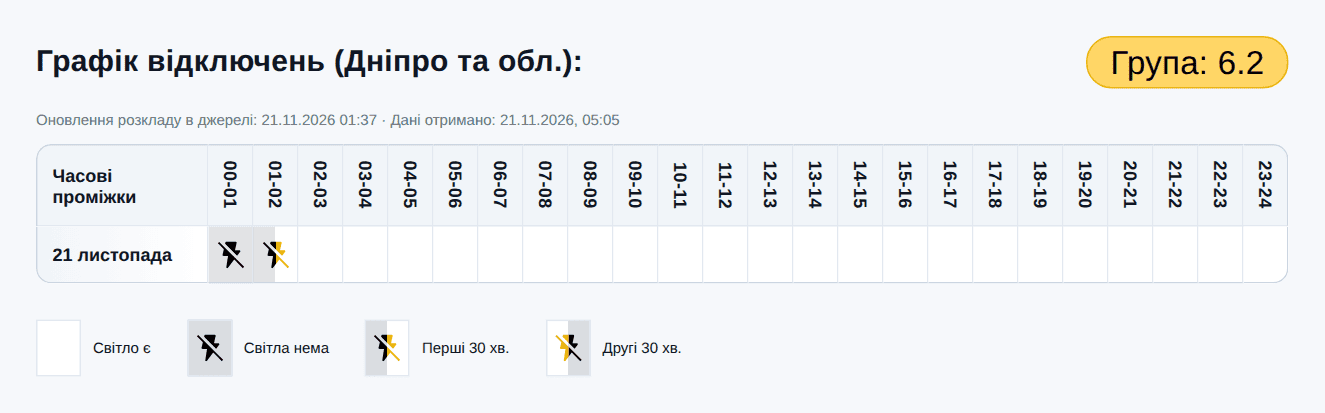 Графік відключень (Дніпро та обл.):
Група: 6.2
Оновлення розкладу в джерелі: 21.11.2026 01:37 · Дані отримано: 21.11.2026, 05:05
Часові
проміжки
00-01
01-02
02-03
03-04
04-05
05-06
06-07
07-08
08-09
09-10
10-11
11-12
12-13
13-14
14-15
15-16
16-17
17-18
18-19
19-20
20-21
21-22
22-23
23-24
21 листопада
Світло є
Світла нема
Перші 30 хв.
Другі 30 хв.